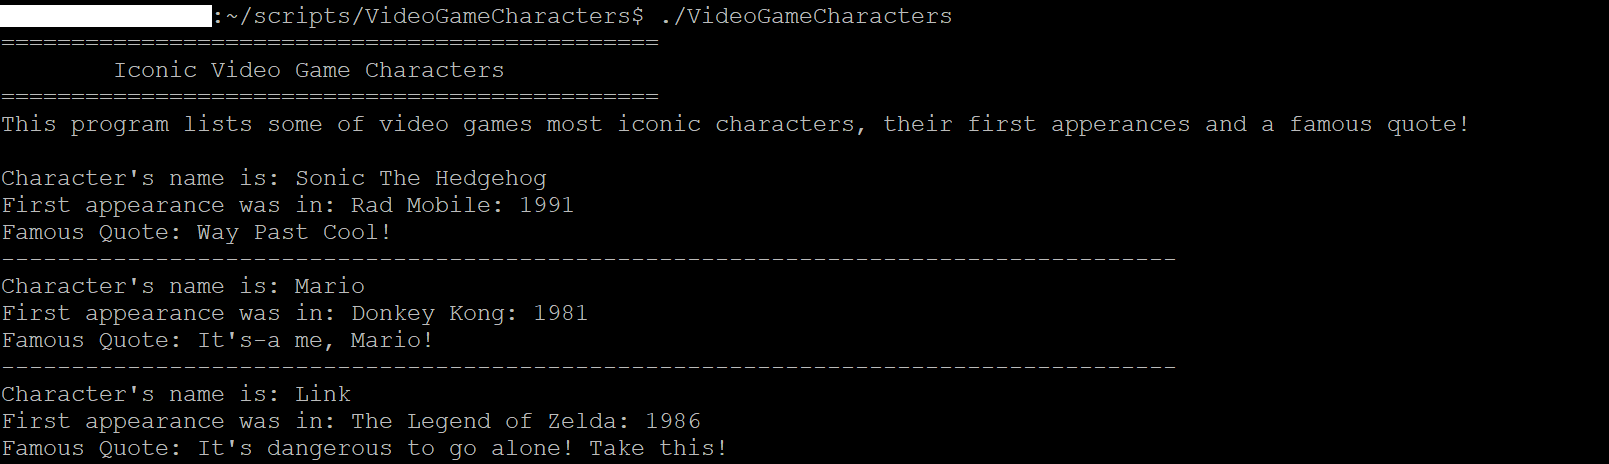 :~/scripts/VideoGameCharacters$ ./VideoGameCharacters
===============================================
Iconic Video Game Characters
===============================================
This program lists some of video games most iconic characters, their first apperances and a famous quote!
Character's name is: Sonic The Hedgehog
First appearance was in: Rad Mobile: 1991
Famous Quote: Way Past Cool!
------------------------------------------------------------------------------------
Character's name is: Mario
First appearance was in: Donkey Kong: 1981
Famous Quote: It's-a me, Mario!
------------------------------------------------------------------------------------
Character's name is: Link
First appearance was in: The Legend of Zelda: 1986
Famous Quote: It's dangerous to go alone! Take this!